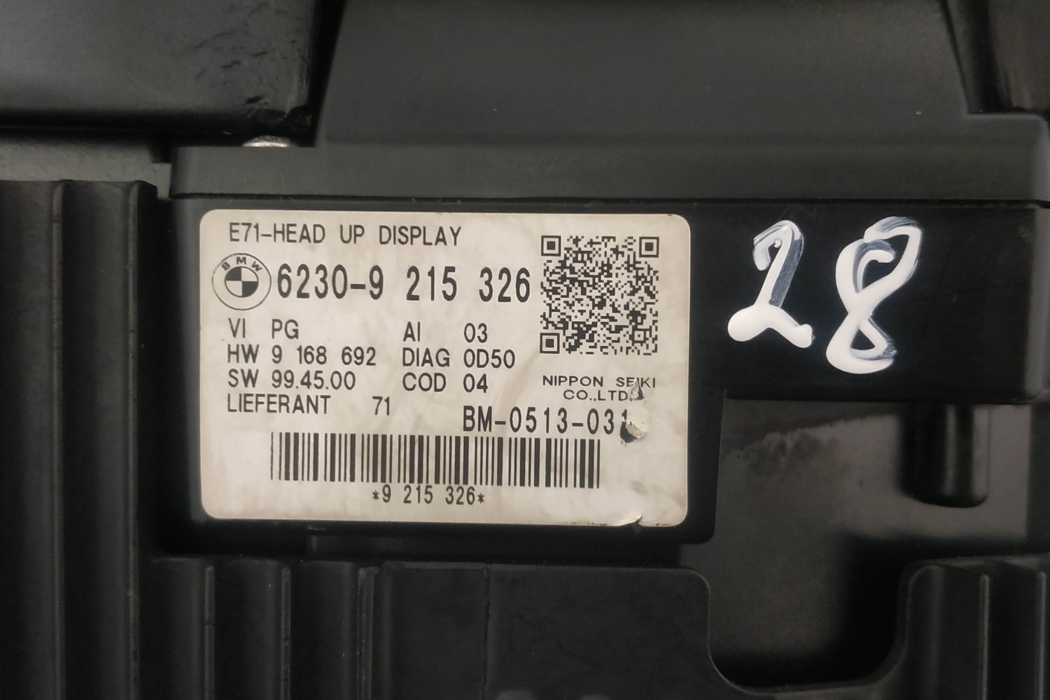 E71-HEAD UP DISPLAY
BMW
6230-9 215 326
VI PG AI 03
HW 9 168 692 DIAG 0D50
SW 99.45.00 COD 04
LIEFERANT 71
NIPPON SEIKI
CO.,LTD.
BM-0513-031
*9 215 326*
28